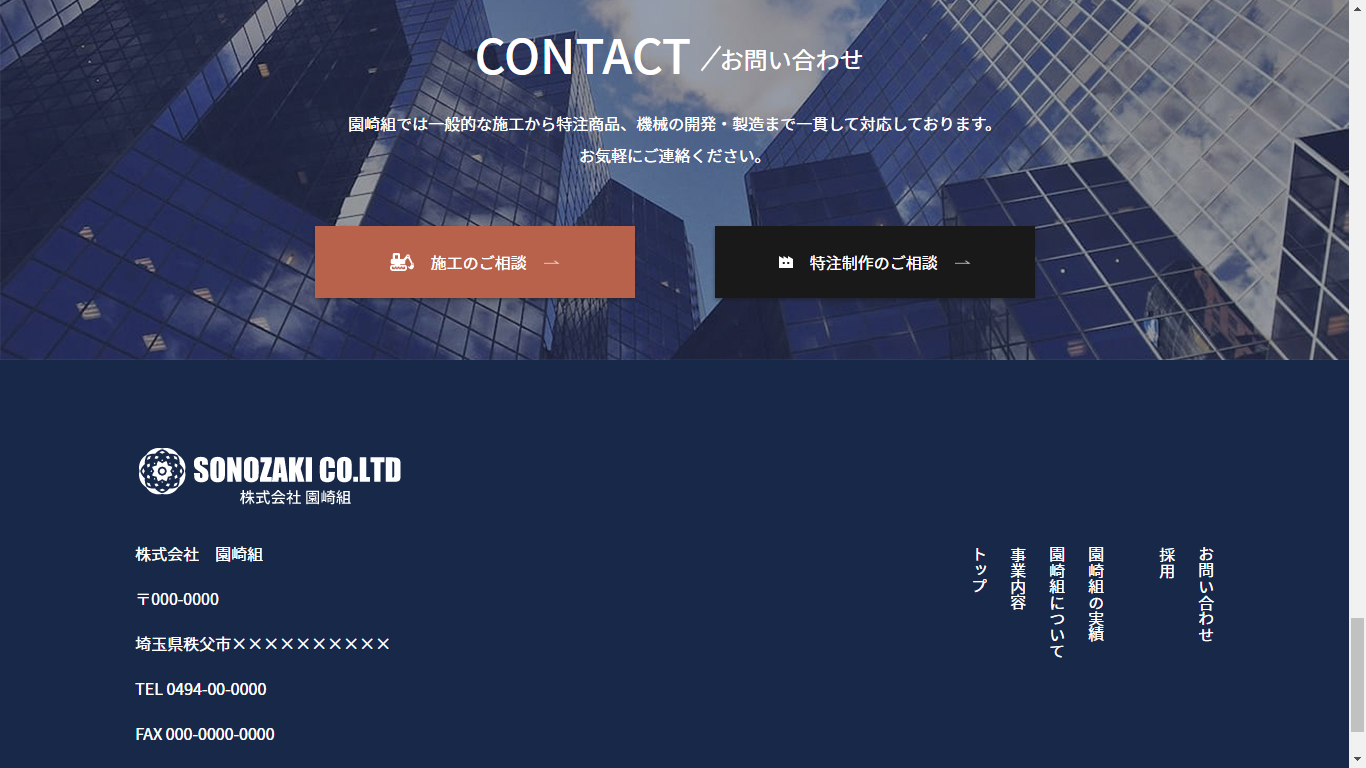 CONTACT /お問い合わせ
園崎組では一般的な施工から特注商品、機械の開発・製造まで一貫して対応しております。
お気軽にご連絡ください。
施工のご相談
特注制作のご相談
SONOZAKI CO.LTD
株式会社 園崎組
株式会社　園崎組
〒000-0000
埼玉県秩父市××××××××××
TEL 0494-00-0000
FAX 000-0000-0000
トップ
事業内容
園崎組について
園崎組の実績
採用
お問い合わせ